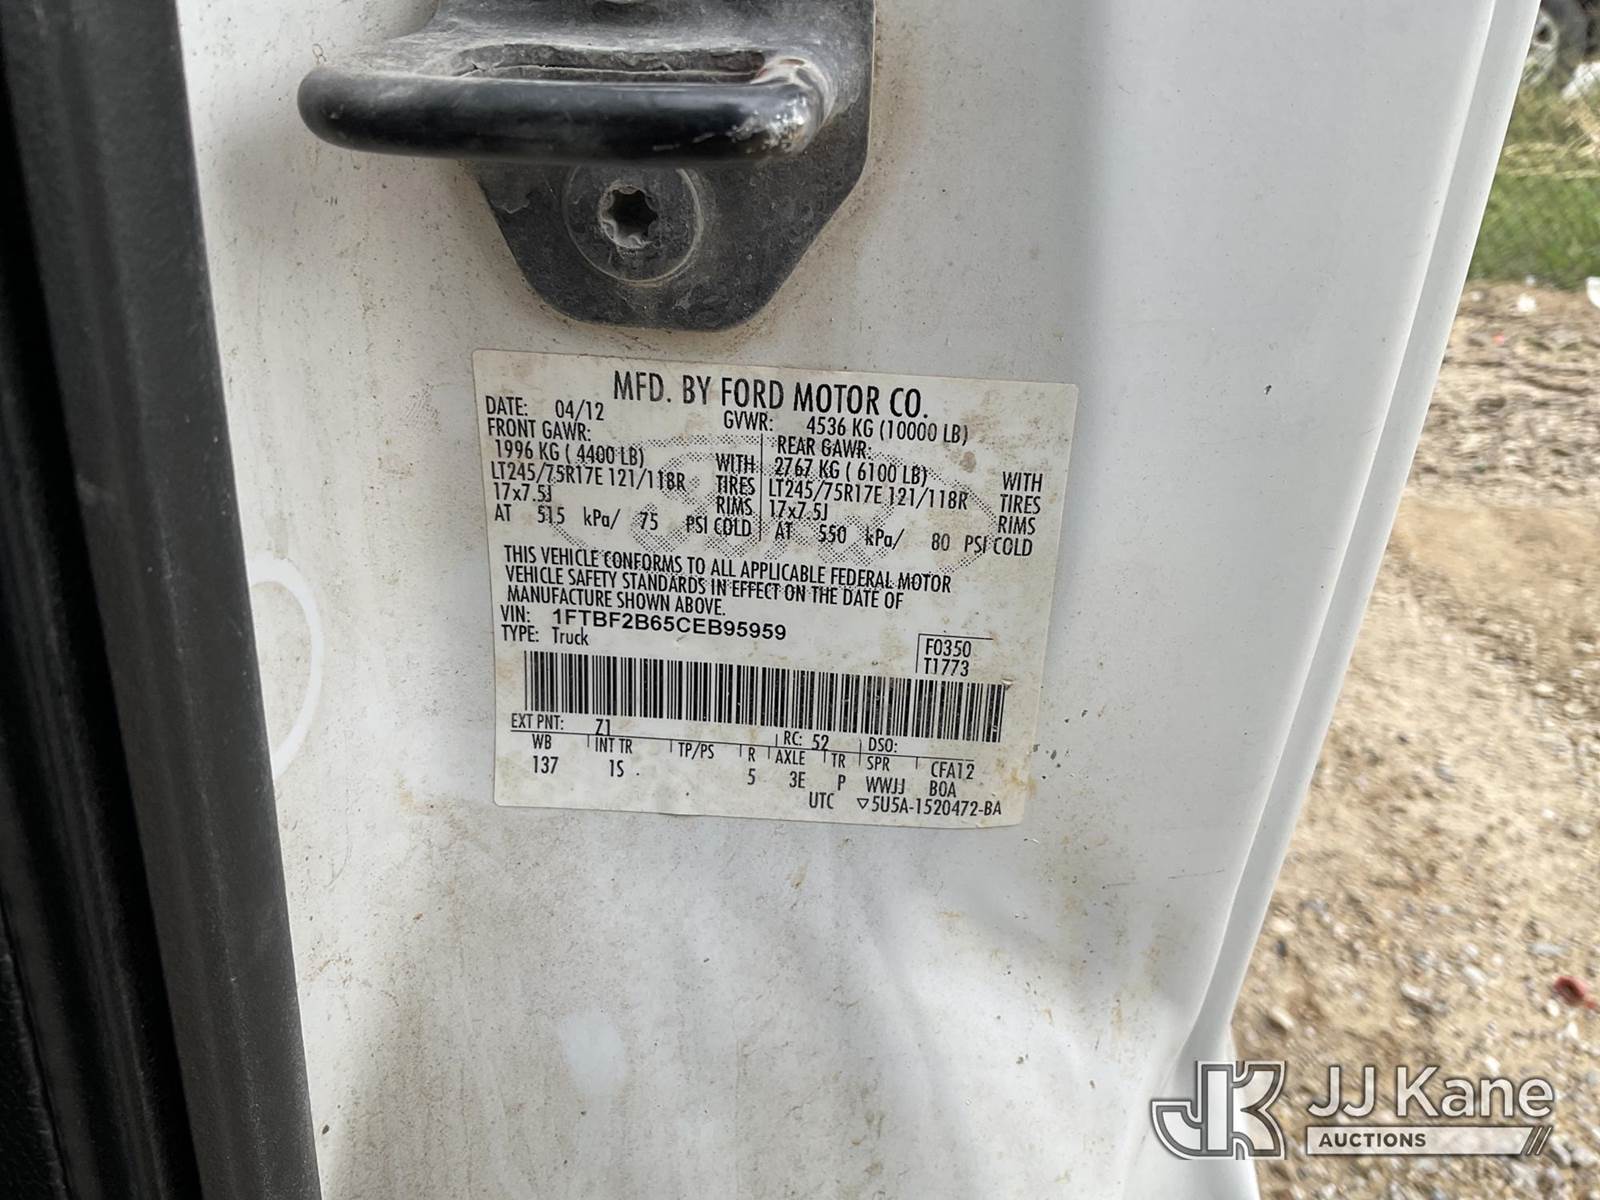 MFD. BY FORD MOTOR CO.
DATE: 04/12 GVWR: 4536 KG (10000 LB)
FRONT GAWR: REAR GAWR:
1996 KG ( 4400 LB) WITH 2767 KG ( 6100 LB) WITH
LT245/75R17E 121/118R TIRES LT245/75R17E 121/118R TIRES
17x7.5J RIMS 17x7.5J RIMS
AT 515 kPa/ 75 PSI COLD AT 550 kPa/ 80 PSI COLD
THIS VEHICLE CONFORMS TO ALL APPLICABLE FEDERAL MOTOR
VEHICLE SAFETY STANDARDS IN EFFECT ON THE DATE OF
MANUFACTURE SHOWN ABOVE.
VIN: 1FTBF2B65CEB95959
TYPE: Truck F0350
T1773
EXT PNT: Z1 RC: 52 DSO:
WB INT TR TP/PS R AXLE TR SPR CFA12
137 1S 5 3E P WWJJ BOA
UTC ▽5U5A-1520472-BA
JK JJ Kane
AUCTIONS